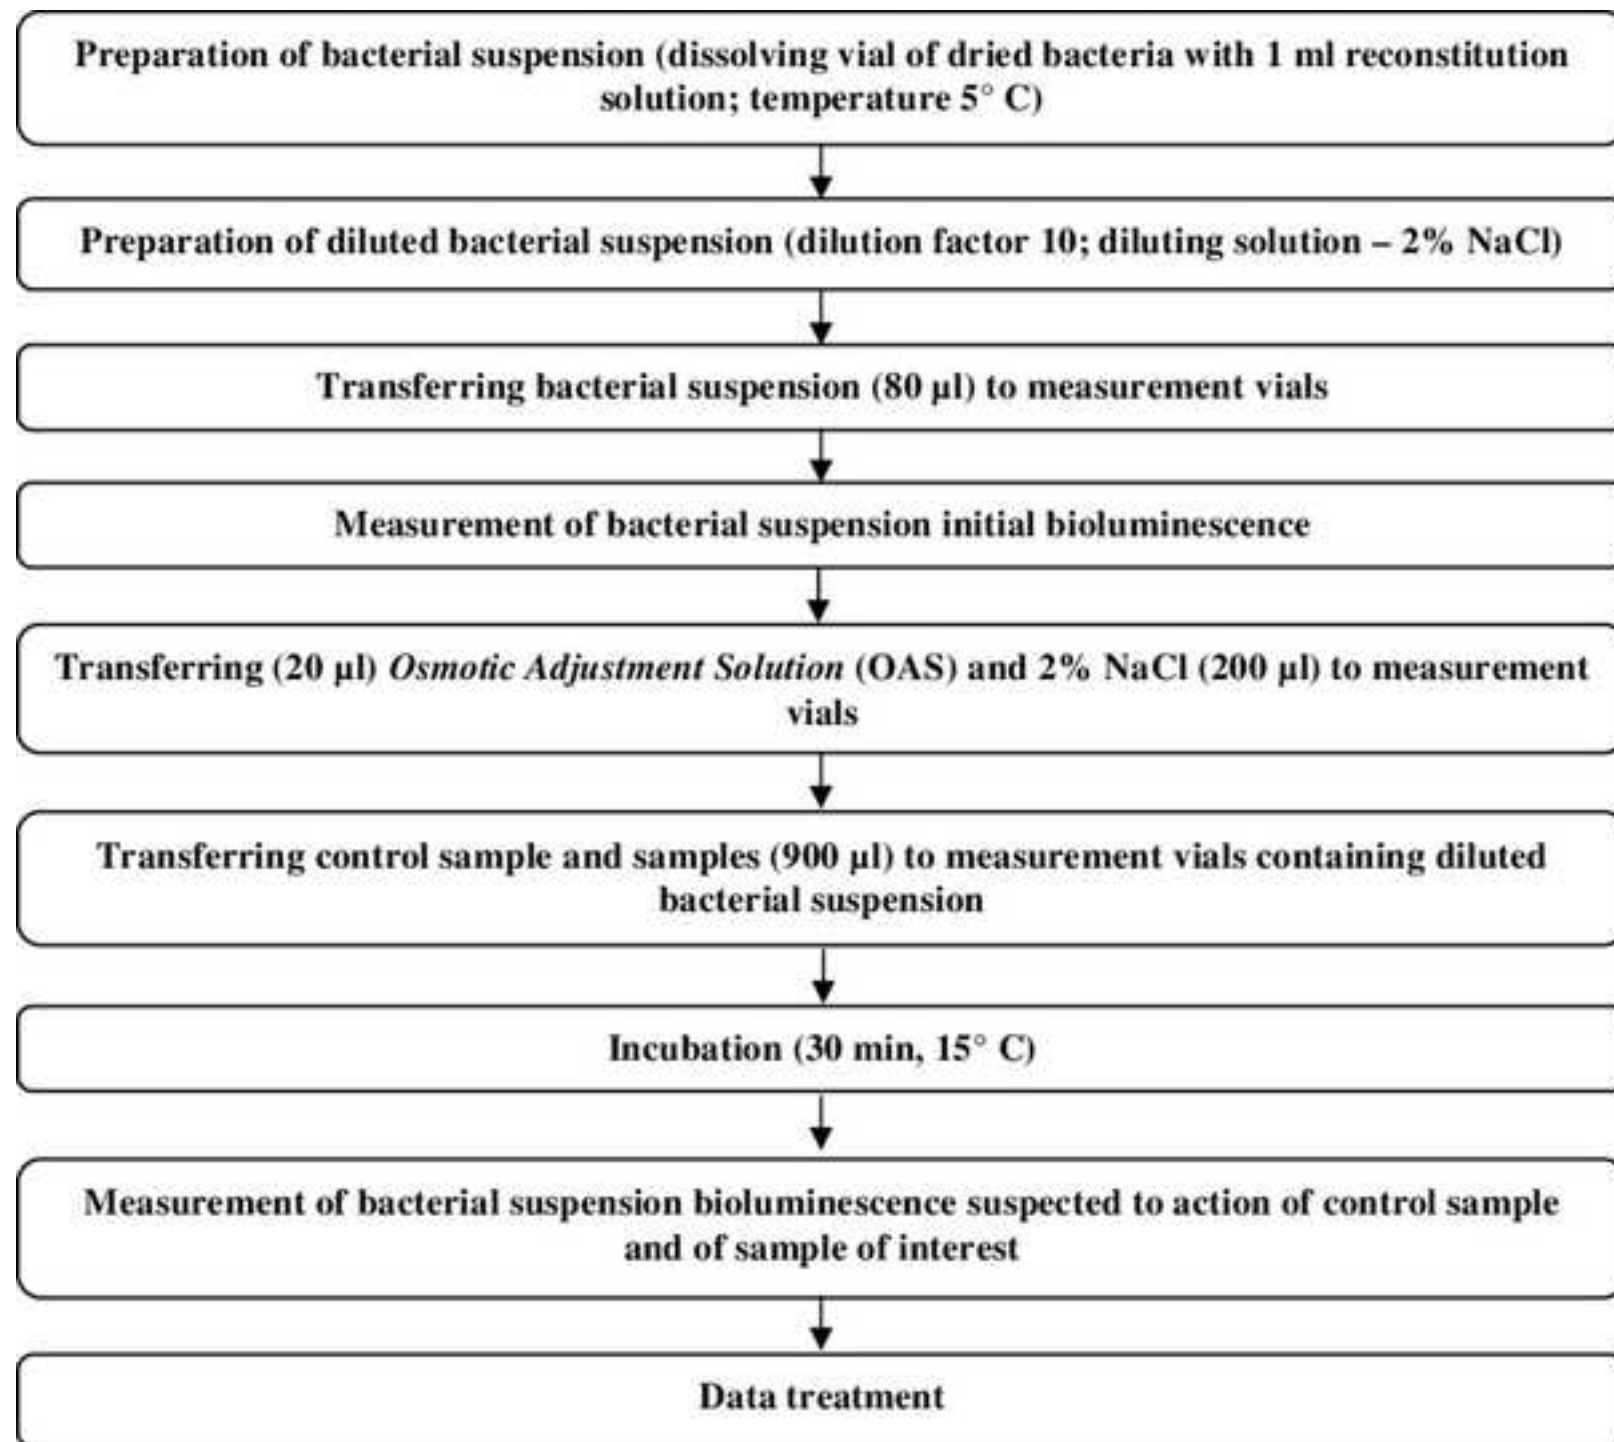 Preparation of bacterial suspension (dissolving vial of dried bacteria with 1 ml reconstitution
solution; temperature 5° C)
Preparation of diluted bacterial suspension (dilution factor 10; diluting solution – 2% NaCl)
Transferring bacterial suspension (80 µl) to measurement vials
Measurement of bacterial suspension initial bioluminescence
Transferring (20 µl) Osmotic Adjustment Solution (OAS) and 2% NaCl (200 µl) to measurement
vials
Transferring control sample and samples (900 µl) to measurement vials containing diluted
bacterial suspension
Incubation (30 min, 15° C)
Measurement of bacterial suspension bioluminescence suspected to action of control sample
and of sample of interest
Data treatment